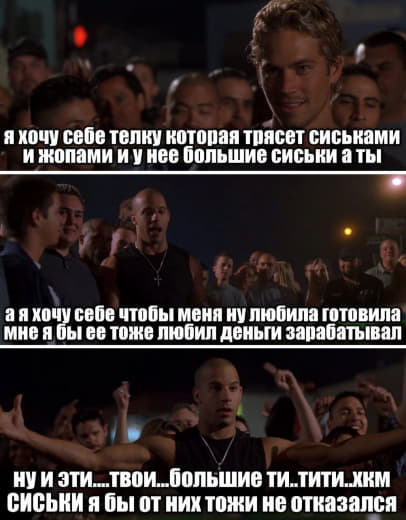 я хочу себе телку которая трясет сиськами
и жопами и у нее большие сиськи а ты
а я хочу себе чтобы меня ну любила готовила
мне я бы ее тоже любил деньги зарабатывал
ну и эти....твои...большие ти..тити..хкм
СИСЬКИ я бы от них тожи не отказался